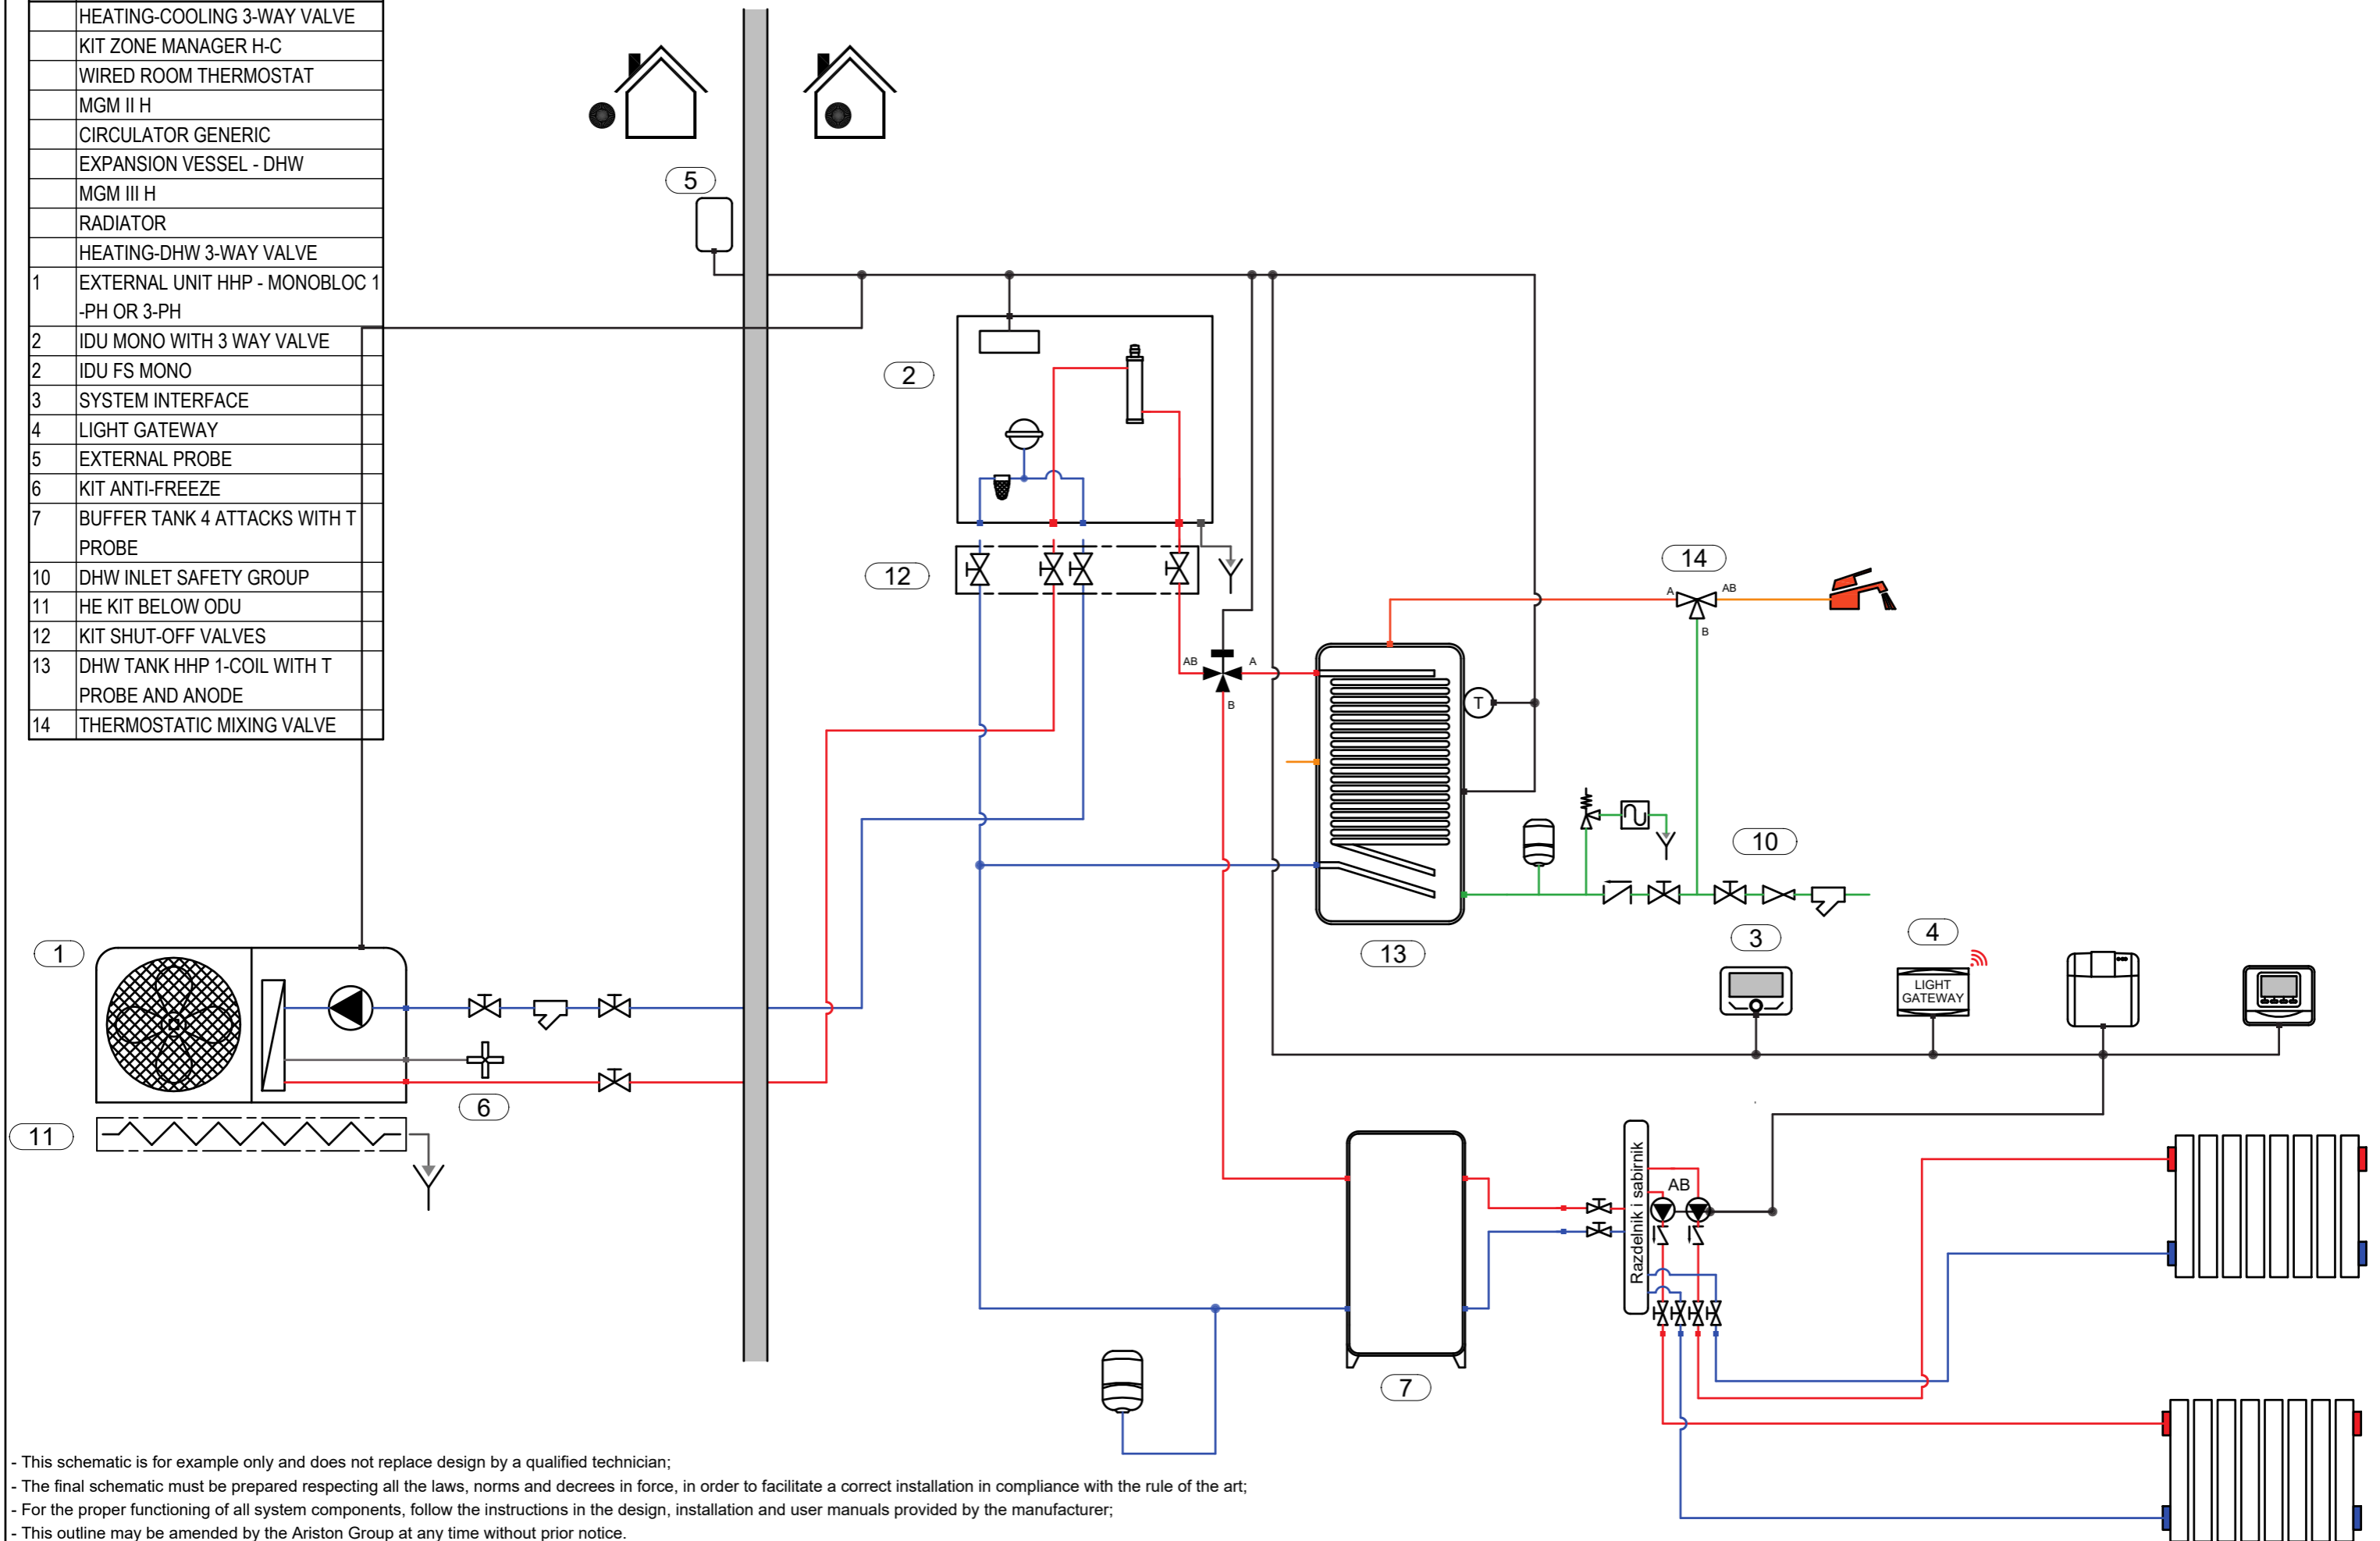 HEATING-COOLING 3-WAY VALVE
KIT ZONE MANAGER H-C
WIRED ROOM THERMOSTAT
MGM II H
CIRCULATOR GENERIC
EXPANSION VESSEL - DHW
MGM III H
RADIATOR
HEATING-DHW 3-WAY VALVE
1 EXTERNAL UNIT HHP - MONOBLOC 1
-PH OR 3-PH
2 IDU MONO WITH 3 WAY VALVE
2 IDU FS MONO
3 SYSTEM INTERFACE
4 LIGHT GATEWAY
5 EXTERNAL PROBE
6 KIT ANTI-FREEZE
7 BUFFER TANK 4 ATTACKS WITH T
PROBE
10 DHW INLET SAFETY GROUP
11 HE KIT BELOW ODU
12 KIT SHUT-OFF VALVES
13 DHW TANK HHP 1-COIL WITH T
PROBE AND ANODE
14 THERMOSTATIC MIXING VALVE
5
2
12
14
A
AB
B
AB
A
B
T
10
13
3
4
LIGHT
GATEWAY
1
6
11
Razdelnik i sabirnik
AB
7
- This schematic is for example only and does not replace design by a qualified technician;
- The final schematic must be prepared respecting all the laws, norms and decrees in force, in order to facilitate a correct installation in compliance with the rule of the art;
- For the proper functioning of all system components, follow the instructions in the design, installation and user manuals provided by the manufacturer;
- This outline may be amended by the Ariston Group at any time without prior notice.